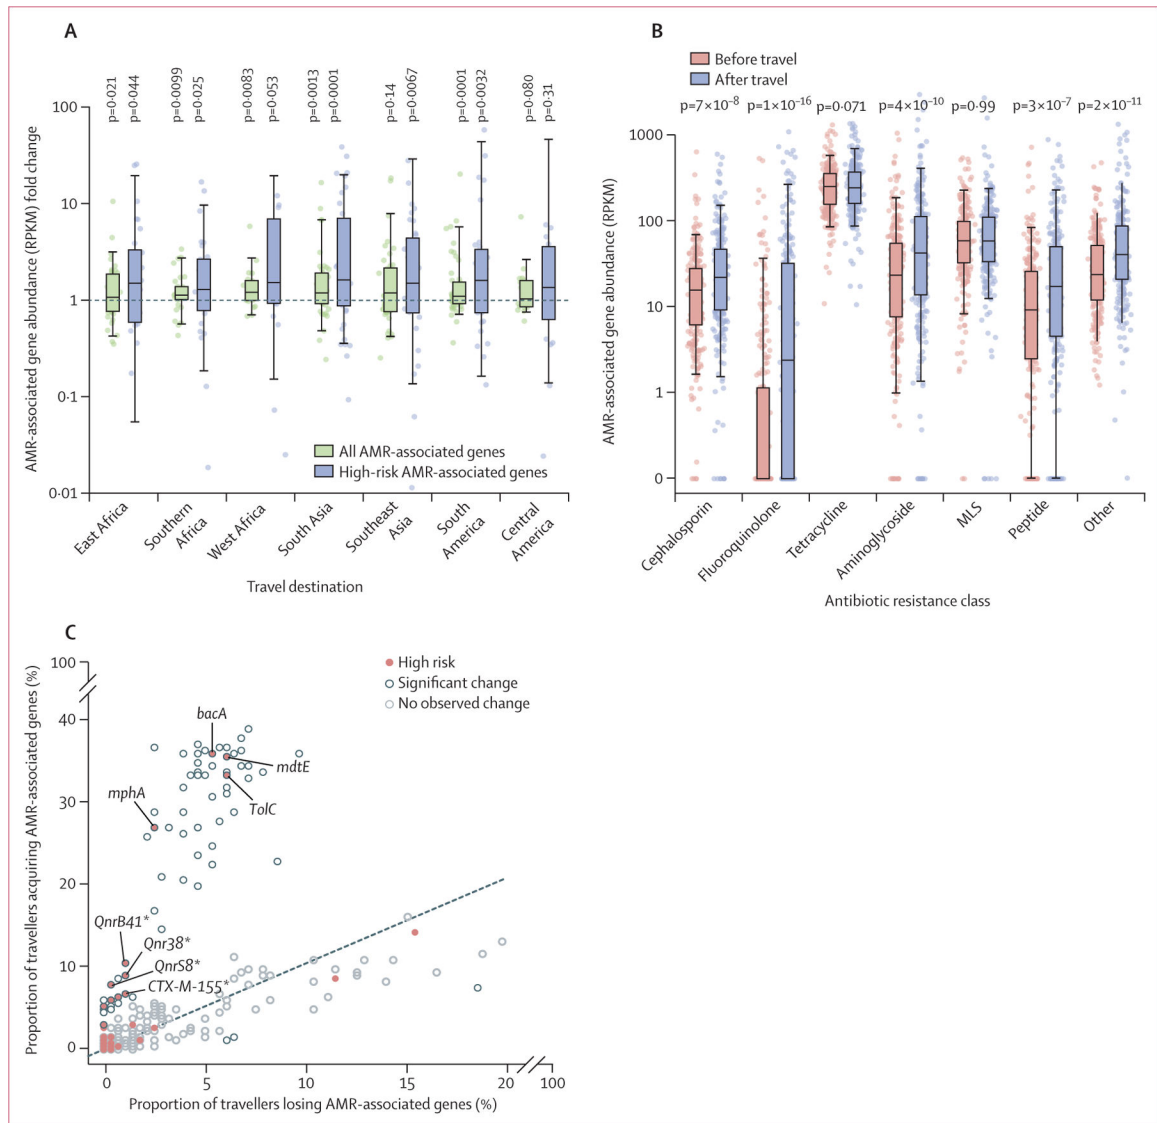 A
p=0·021
p=0·044
p=0·0099
p=0·025
p=0·0083
p=0·053
p=0·0013
p=0·0001
p=0·14
p=0·0067
p=0·0001
p=0·0032
p=0·080
p=0·31
AMR-associated gene abundance (RPKM) fold change
100
10
1
0·1
0·01
All AMR-associated genes
High-risk AMR-associated genes
East Africa
Southern
Africa
West Africa
South Asia
Southeast
Asia
South
America
Central
America
Travel destination
B
Before travel
After travel
p=7×10⁻⁸
p=1×10⁻¹⁶
p=0·071
p=4×10⁻¹⁰
p=0·99
p=3×10⁻⁷
p=2×10⁻¹¹
AMR-associated gene abundance (RPKM)
1000
100
10
1
0
Cephalosporin
Fluoroquinolone
Tetracycline
Aminoglycoside
MLS
Peptide
Other
Antibiotic resistance class
C
Proportion of travellers acquiring AMR-associated genes (%)
100
40
30
20
10
0
High risk
Significant change
No observed change
bacA
mdtE
TolC
mphA
QnrB41*
Qnr38*
QnrS8*
CTX-M-155*
0
5
10
15
20
100
Proportion of travellers losing AMR-associated genes (%)